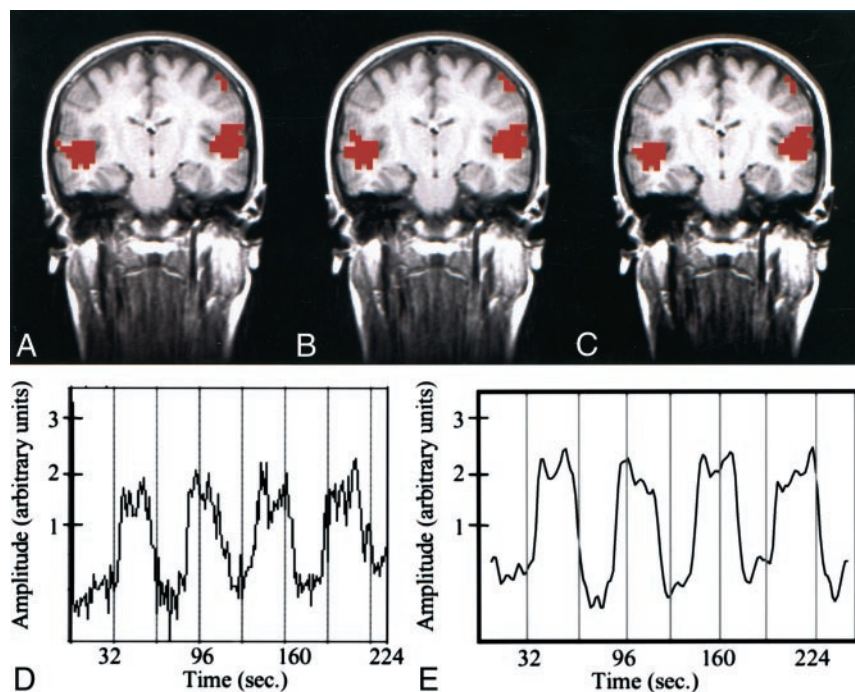 A
B
C
Amplitude (arbitrary units)
3
2
1
32
96
160
224
Time (sec.)
D
Amplitude (arbitrary units)
3
2
1
32
96
160
224
Time (sec.)
E